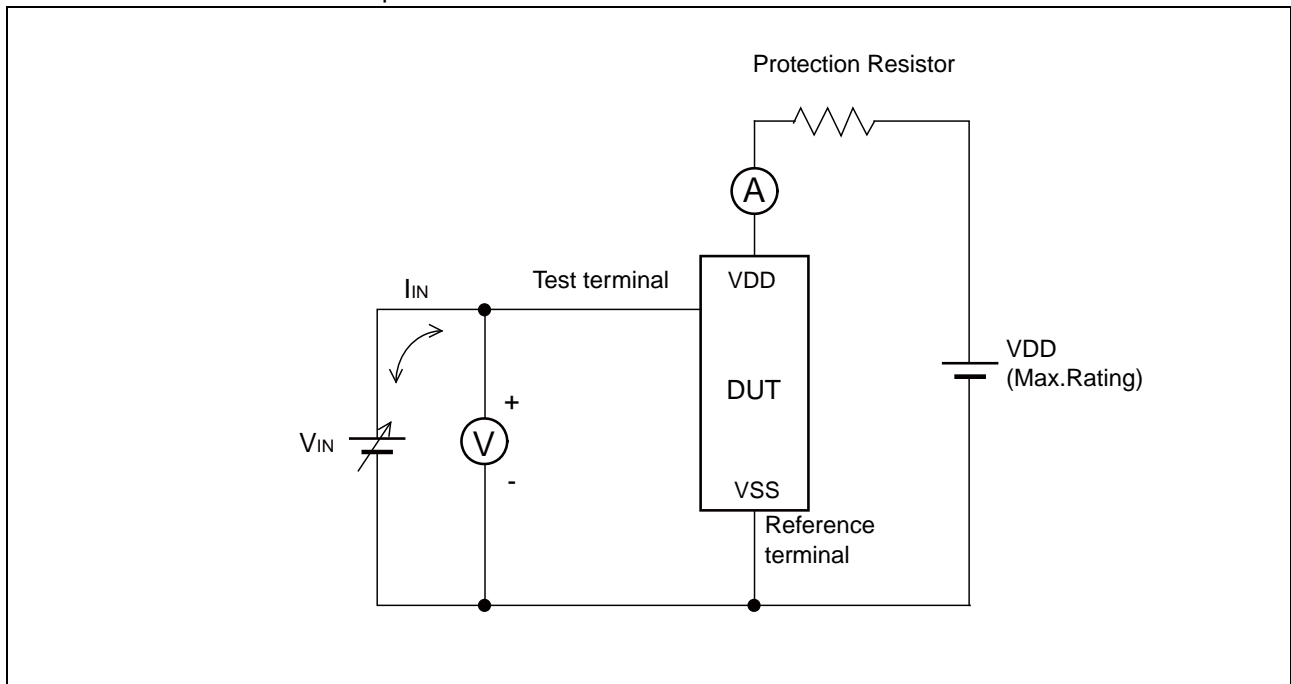 Protection Resistor
A
IIN
Test terminal
VDD
VDD
(Max.Rating)
DUT
+
VIN
V
-
VSS
Reference
terminal